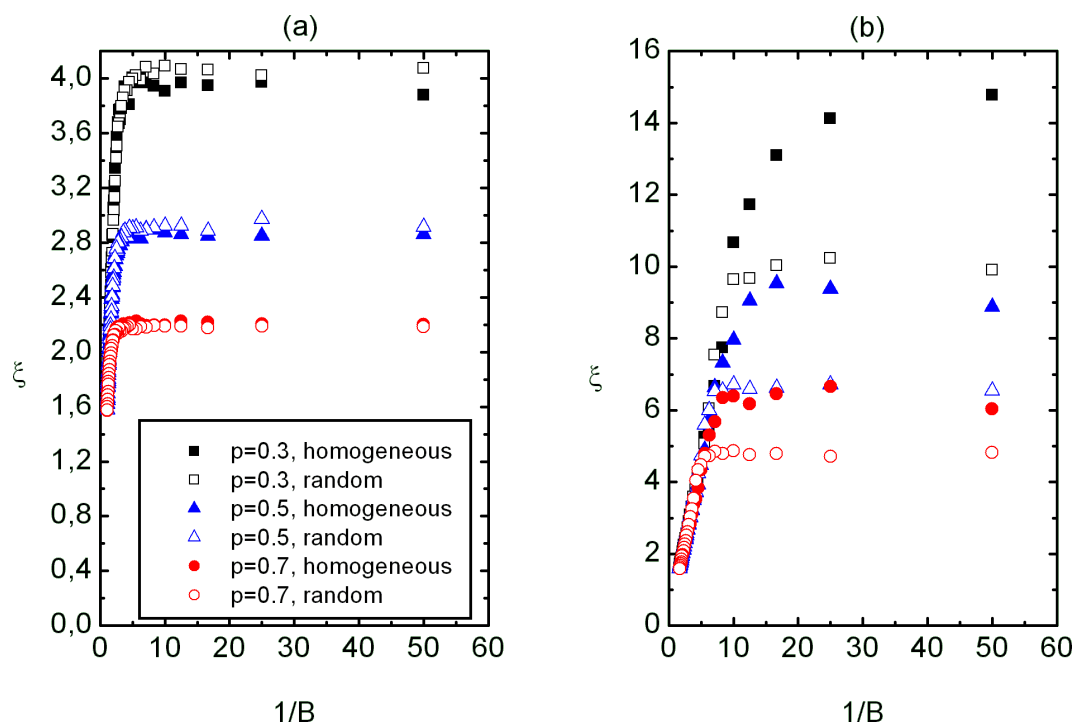 (a)
4,0
3,6
3,2
2,8
2,4
2,0
1,6
1,2
0,8
0,4
0,0
ξ
0 10 20 30 40 50 60
1/B
p=0.3, homogeneous
p=0.3, random
p=0.5, homogeneous
p=0.5, random
p=0.7, homogeneous
p=0.7, random
(b)
16
14
12
10
8
6
4
2
0
ξ
0 10 20 30 40 50 60
1/B